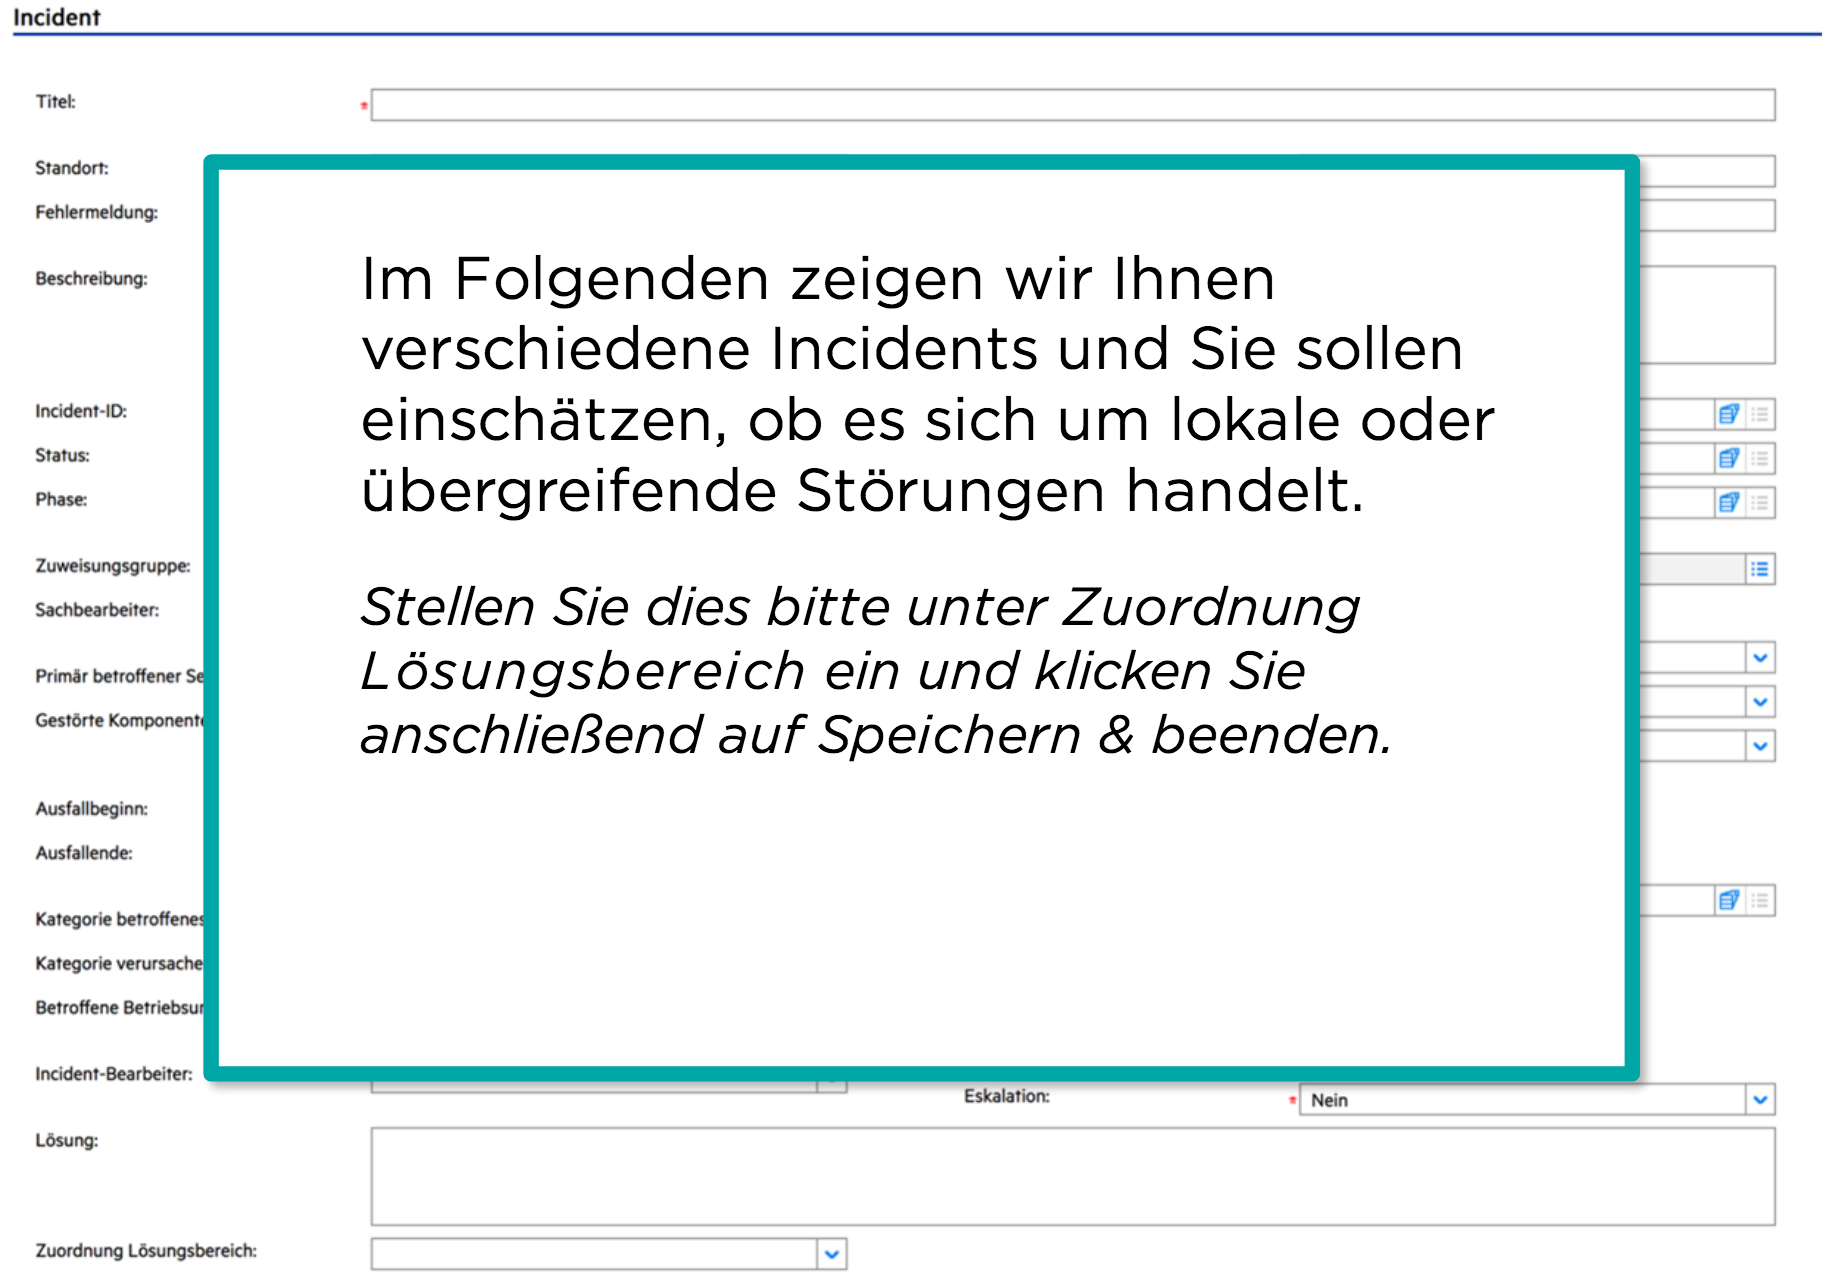 Incident
Titel:
*
Standort:
Fehlermeldung:
Beschreibung:
Im Folgenden zeigen wir Ihnen
verschiedene Incidents und Sie sollen
einschätzen, ob es sich um lokale oder
übergreifende Störungen handelt.
Stellen Sie dies bitte unter Zuordnung
Lösungsbereich ein und klicken Sie
anschließend auf Speichern & beenden.
Incident-ID:
Status:
Phase:
Zuweisungsgruppe:
Sachbearbeiter:
Primär betroffener Se
Gestörte Komponente
Ausfallbeginn:
Ausfallende:
Kategorie betroffenes
Kategorie verursache
Betroffene Betriebsur
Incident-Bearbeiter:
Eskalation: * Nein
Lösung:
Zuordnung Lösungsbereich: